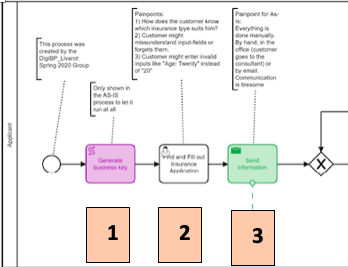 Painpoints:
1) How does the customer know
which insurance tpye suits him?
2) Customer might
misunderstand input-fields or
forgets them.
3) Customer might enter invalid
inputs like "Age: Twenty" instead
of "20"
Painpoint for As-
Is:
Everything is
done manually.
By hand, in the
office (customer
goes to the
consultant) or
by email.
Communication
is tiresome
This process was
created by the
DigiBP_Livarot
Spring 2020 Group
Only shown in
the AS-IS
process to let it
run at all
Applicant
Generate
business key
Find and Fill out
Insurance
Application
Send
information
X
1
2
3